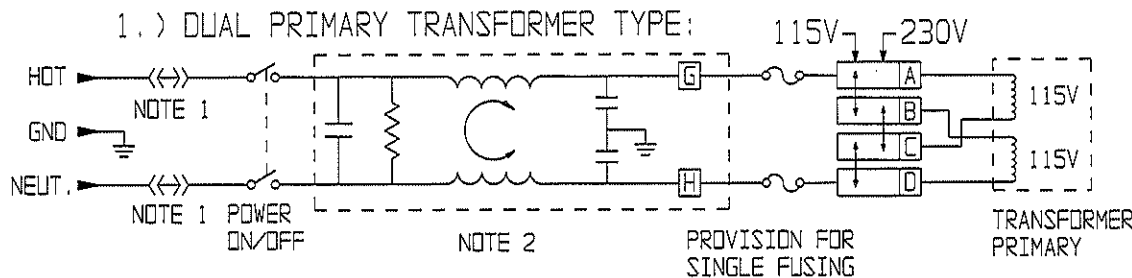 1.) DUAL PRIMARY TRANSFORMER TYPE:
115V
230V
HOT
NOTE 1
G
A
115V
B
GND
C
115V
NEUT.
H
D
NOTE 1
POWER
ON/OFF
NOTE 2
PROVISION FOR
SINGLE FUSING
TRANSFORMER
PRIMARY